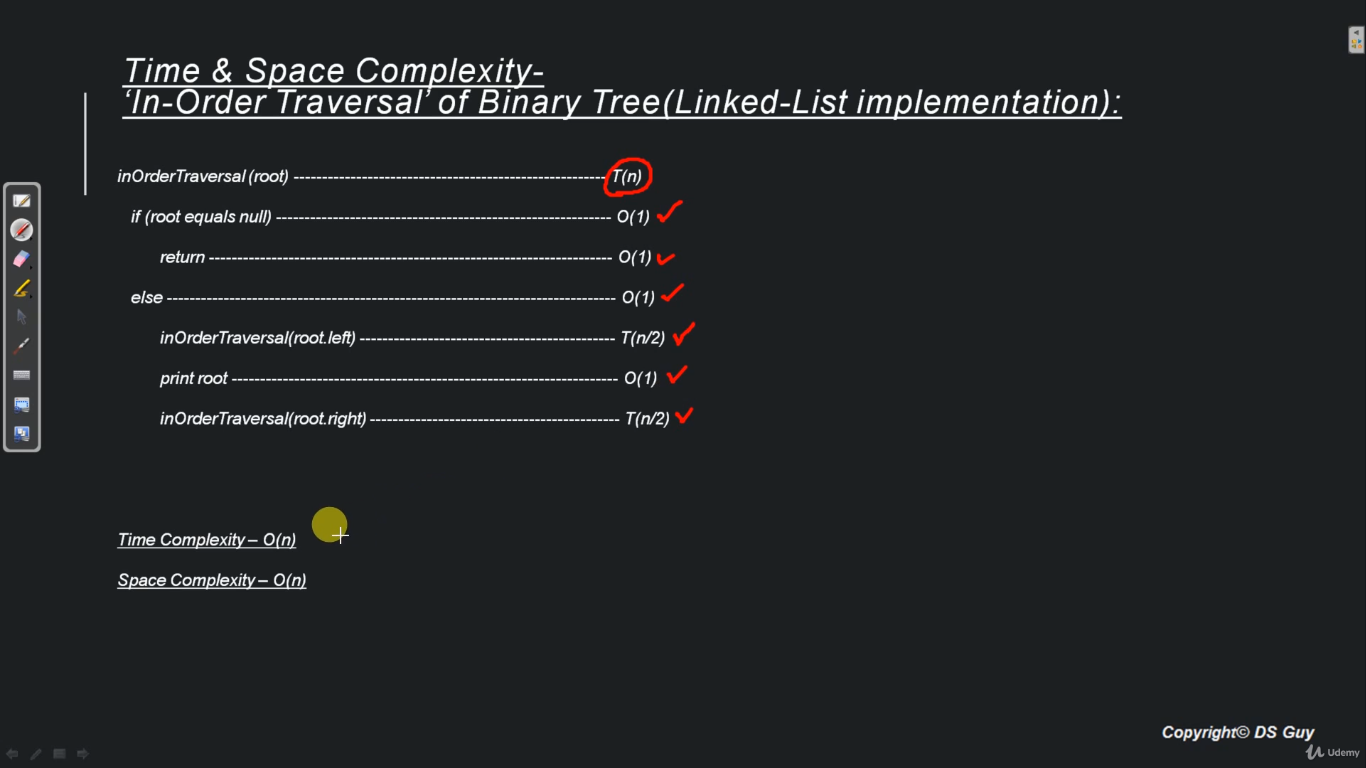 Time & Space Complexity-
‘In-Order Traversal’ of Binary Tree(Linked-List implementation):
inOrderTraversal (root) ------------------------------------------------------- T(n)
if (root equals null) ----------------------------------------------------------- O(1)
return ----------------------------------------------------------------------- O(1)
else ------------------------------------------------------------------------------- O(1)
inOrderTraversal(root.left) --------------------------------------------- T(n/2)
print root -------------------------------------------------------------------- O(1)
inOrderTraversal(root.right) -------------------------------------------- T(n/2)
Time Complexity – O(n)
Space Complexity – O(n)
Copyright© DS Guy
Udemy